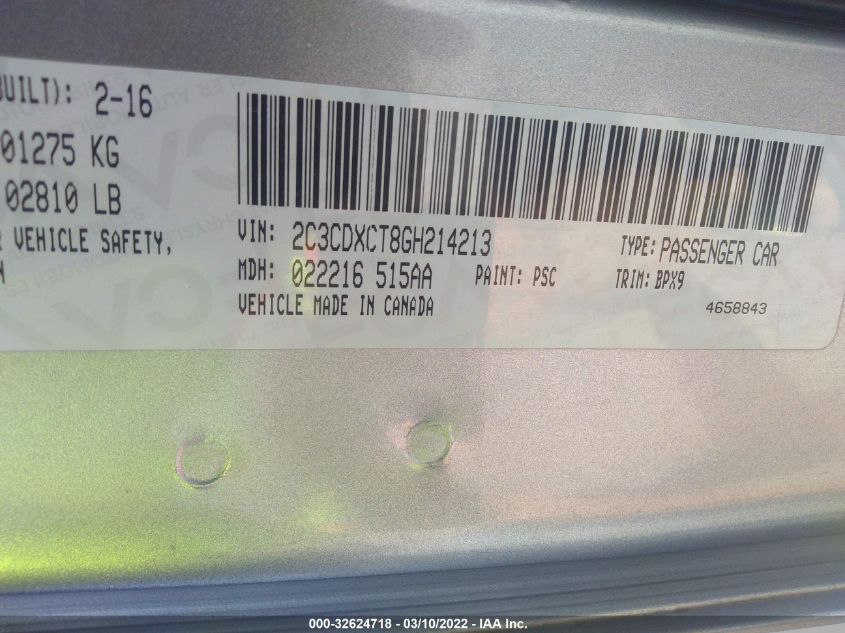 BUILT): 2-16
01275 KG
02810 LB
VEHICLE SAFETY,
VIN: 2C3CDXCT8GH214213 TYPE: PASSENGER CAR
MDH: 022216 515AA PAINT: PSC TRIM: BPX9
VEHICLE MADE IN CANADA 4658843
000-32624718 - 03/10/2022 - IAA Inc.